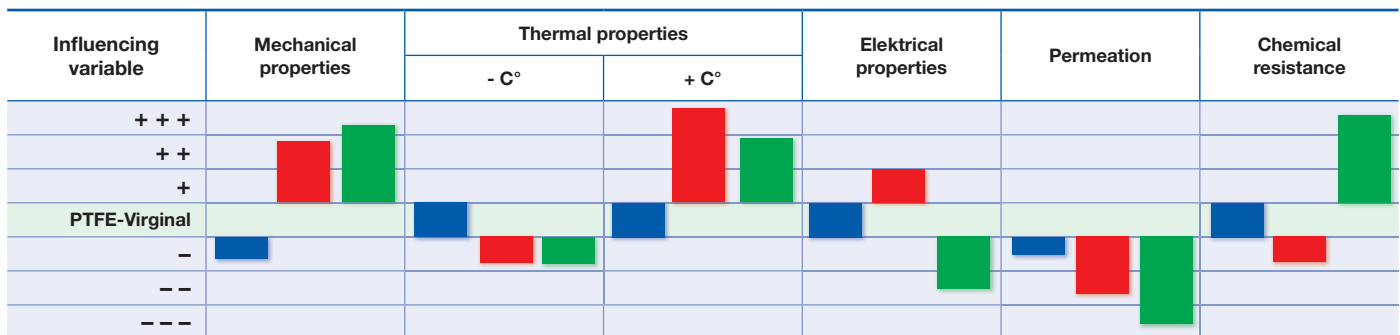 Influencing
variable
Mechanical
properties
Thermal properties
- C°
+ C°
Elektrical
properties
Permeation
Chemical
resistance
+ + +
+ +
+
PTFE-Virginal
–
– –
– – –